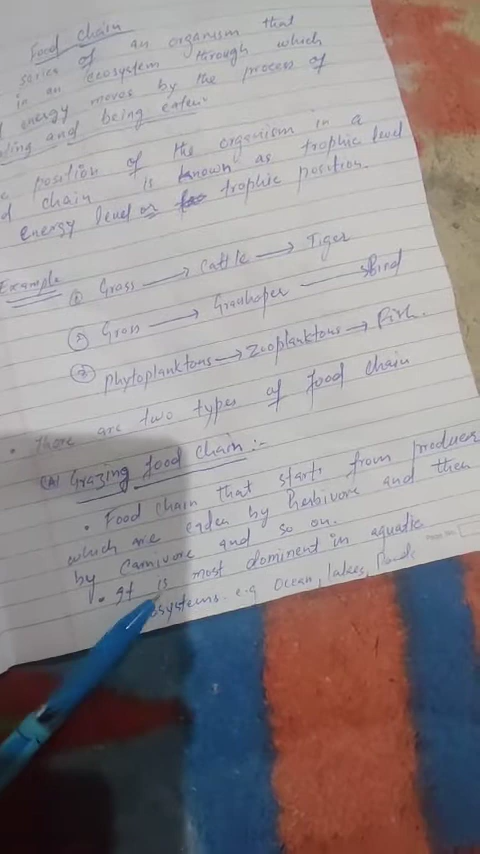 Food chain
series of an organism that
in an ecosystem through which
energy moves by the process of
and being eaten.
position of the organism in a
chain is known as trophic level
energy level or trophic position.
Example
① Grass → Cattle → Tiger
② Grass → Grasshoper → Bird
③ Phytoplanktons → Zooplanktons → Fish.
• There are two types of food chain
(A) Grazing food chain :-
• Food chain that starts from producer
which are by herbivore and then
by Carnivore and so on.
• It is most dominent in aquatic
osystems. e.g Ocean, lakes, Ponds